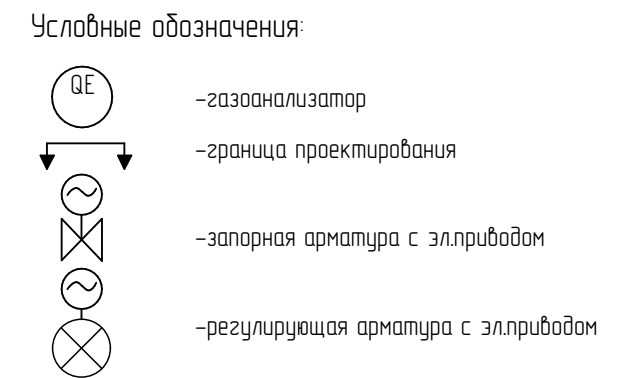 Условные обозначения:
QE
-газоанализатор
-граница проектирования
-запорная арматура с эл.приводом
-регулирующая арматура с эл.приводом